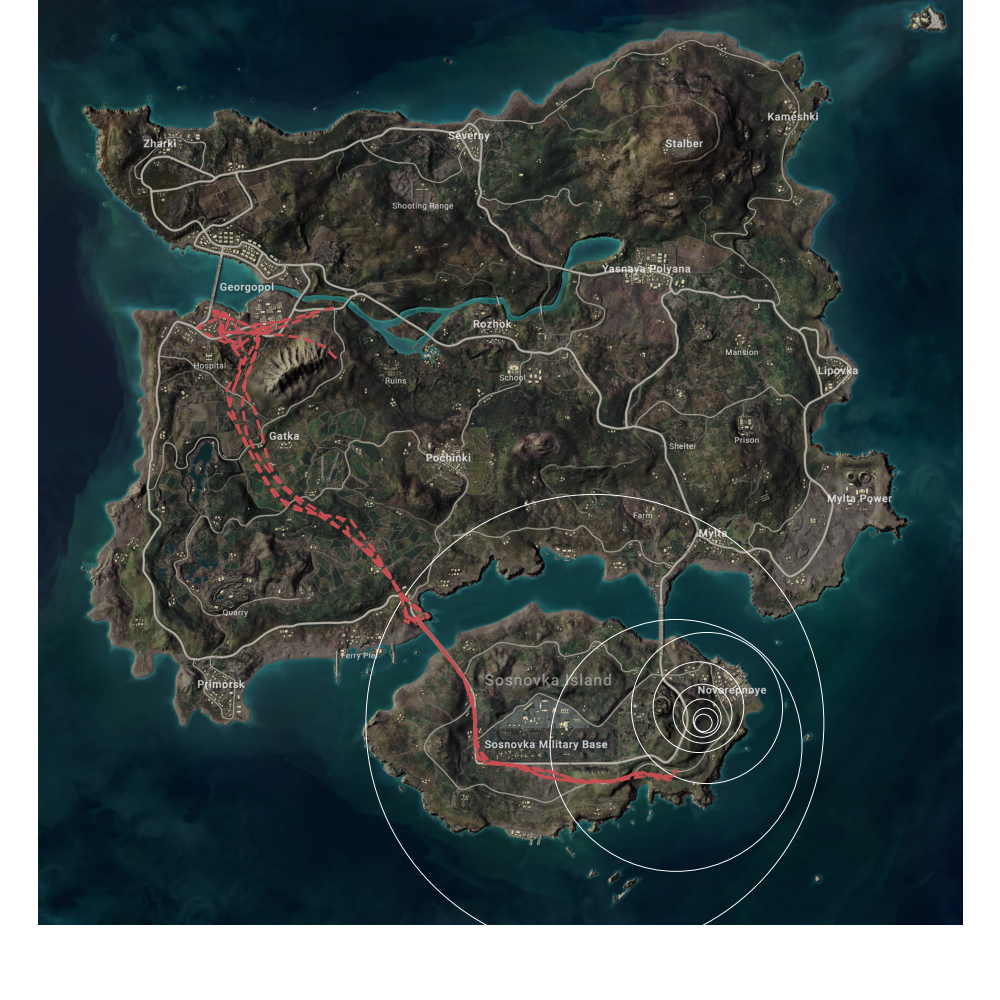 Zharki
Severny
Kameshki
Stalber
Shooting Range
Yasnaya Polyana
Georgopol
Rozhok
Mansion
Hospital
Ruins
School
Lipovka
Gatka
Shelter
Prison
Pochinki
Mylta Power
Farm
Mylta
Quarry
Ferry Pier
Primorsk
Sosnovka Island
Novorepnoye
Sosnovka Military Base